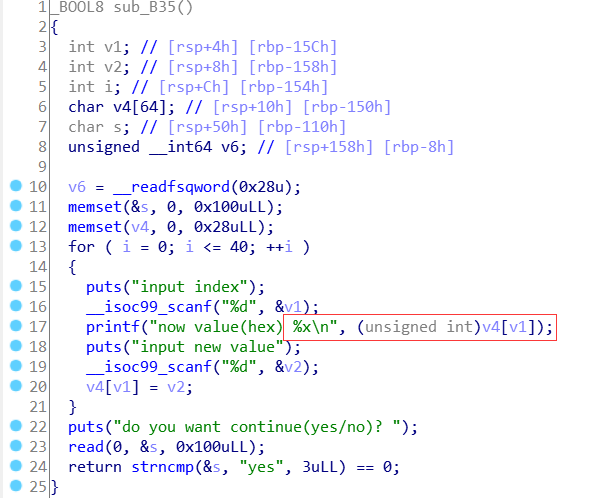 1 _BOOL8 sub_B35()
2 {
3 int v1; // [rsp+4h] [rbp-15Ch]
4 int v2; // [rsp+8h] [rbp-158h]
5 int i; // [rsp+Ch] [rbp-154h]
6 char v4[64]; // [rsp+10h] [rbp-150h]
7 char s; // [rsp+50h] [rbp-110h]
8 unsigned __int64 v6; // [rsp+158h] [rbp-8h]
9
10 v6 = __readfsqword(0x28u);
11 memset(&s, 0, 0x100uLL);
12 memset(v4, 0, 0x28uLL);
13 for ( i = 0; i <= 40; ++i )
14 {
15 puts("input index");
16 __isoc99_scanf("%d", &v1);
17 printf("now value(hex) %x\n", (unsigned int)v4[v1]);
18 puts("input new value");
19 __isoc99_scanf("%d", &v2);
20 v4[v1] = v2;
21 }
22 puts("do you want continue(yes/no)? ");
23 read(0, &s, 0x100uLL);
24 return strncmp(&s, "yes", 3uLL) == 0;
25 }